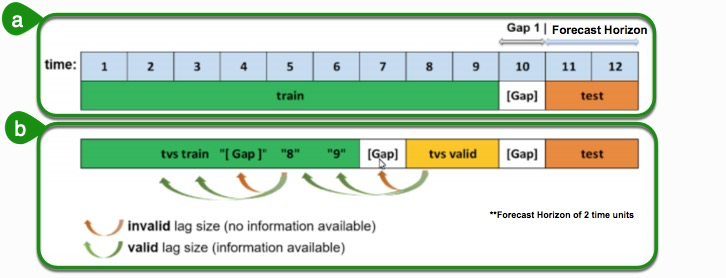 a
Gap 1 | Forecast Horizon
time: 1 2 3 4 5 6 7 8 9 10 11 12
train [Gap] test
b
tvs train "[ Gap ]" "8" "9" [Gap] tvs valid [Gap] test
**Forecast Horizon of 2 time units
invalid lag size (no information available)
valid lag size (information available)